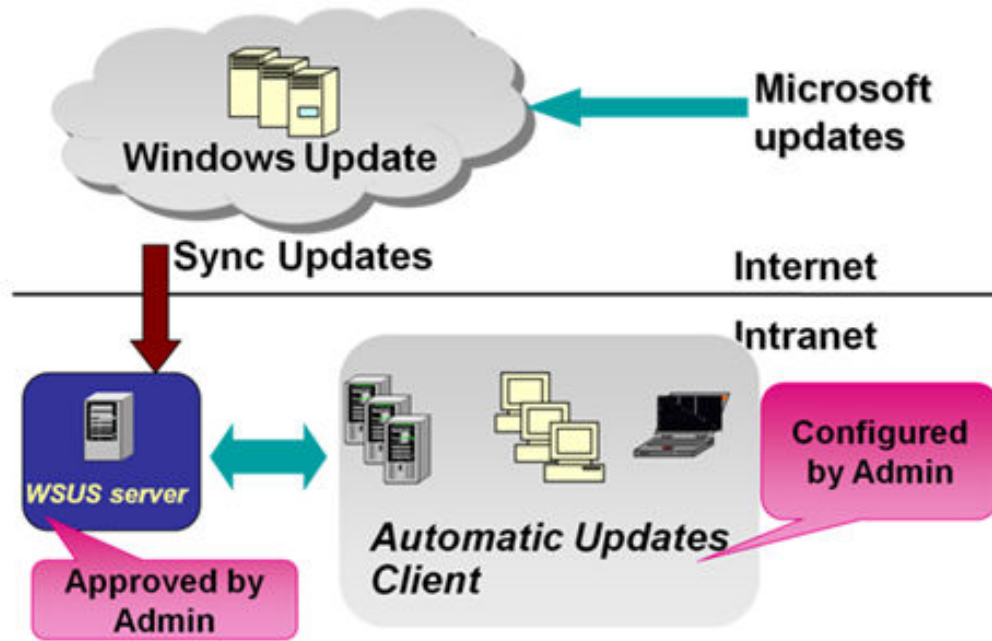 Microsoft
updates
Windows Update
Sync Updates
Internet
Intranet
WSUS server
Configured
by Admin
Automatic Updates
Client
Approved by
Admin